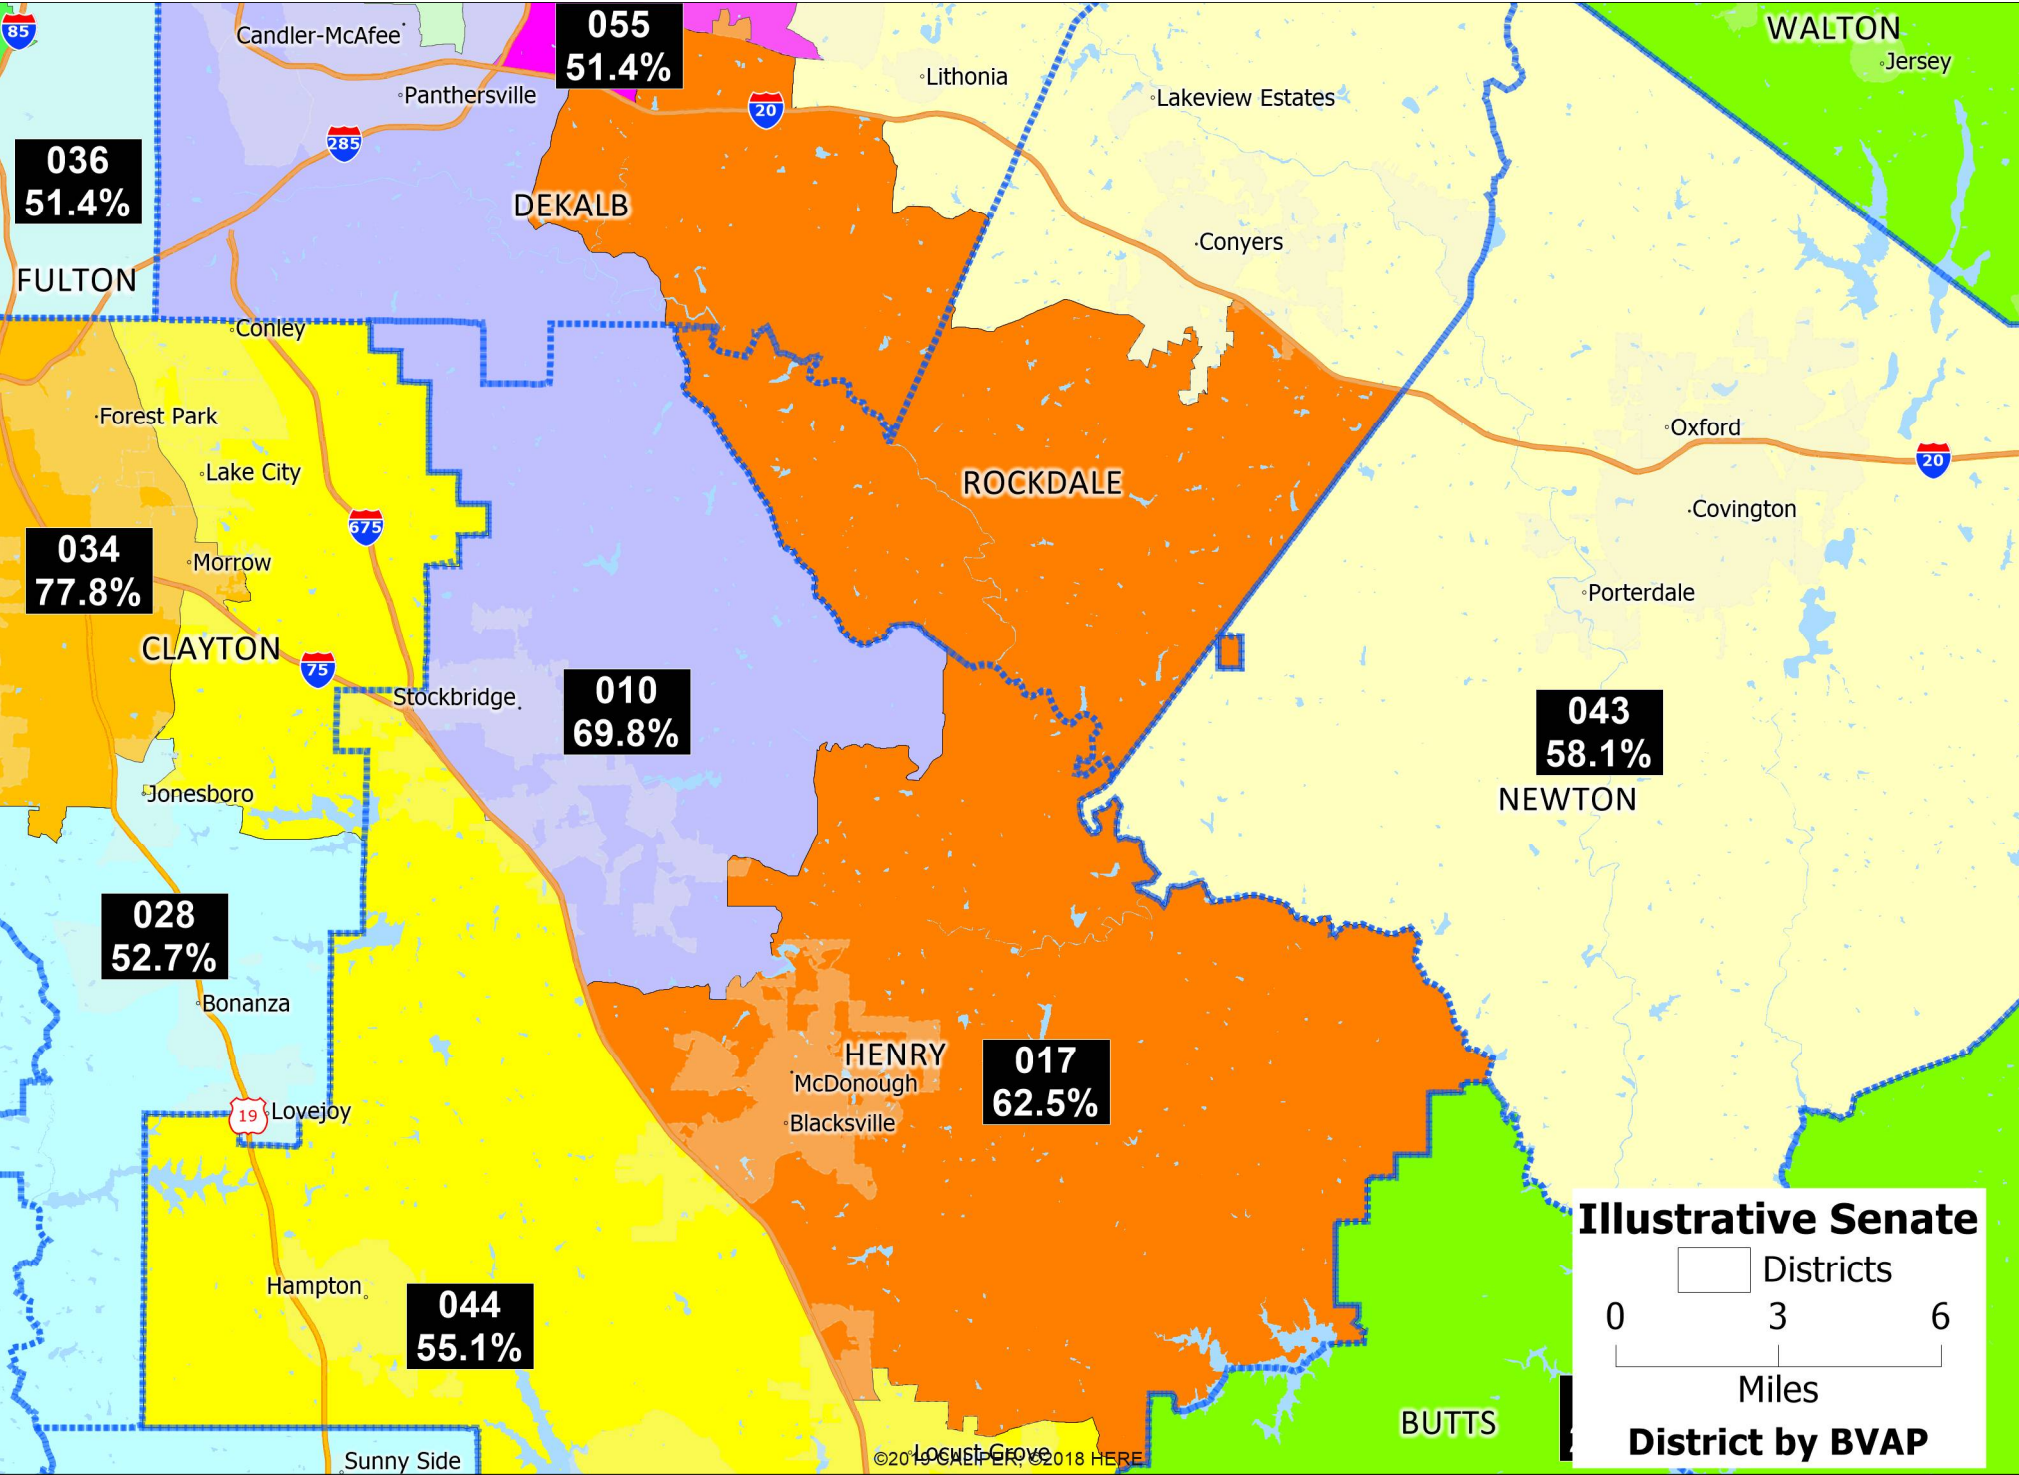 85
Candler-McAfee
055
51.4%
WALTON
Jersey
Lithonia
Panthersville
Lakeview Estates
20
285
036
51.4%
DEKALB
Conyers
FULTON
Conley
Forest Park
Oxford
Lake City
20
ROCKDALE
Covington
675
034
77.8%
Morrow
Porterdale
CLAYTON
75
Stockbridge
010
69.8%
043
58.1%
NEWTON
Jonesboro
028
52.7%
Bonanza
HENRY
017
62.5%
McDonough
Blacksville
19
Lovejoy
Hampton
044
55.1%
Illustrative Senate
Districts
0 3 6
Miles
District by BVAP
BUTTS
Locust Grove
©2019 CALIPER; ©2018 HERE
Sunny Side